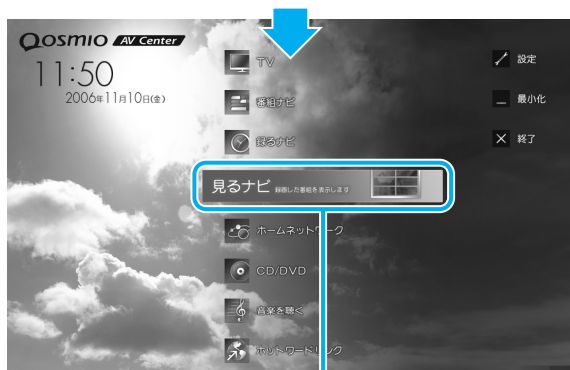 Qosmio AV Center
11:50
2006年11月10日(金)
TV
番組ナビ
録るナビ
見るナビ 録画した番組を表示します
ホームネットワーク
CD/DVD
音楽を聴く
ホットワードリンク
設定
最小化
終了